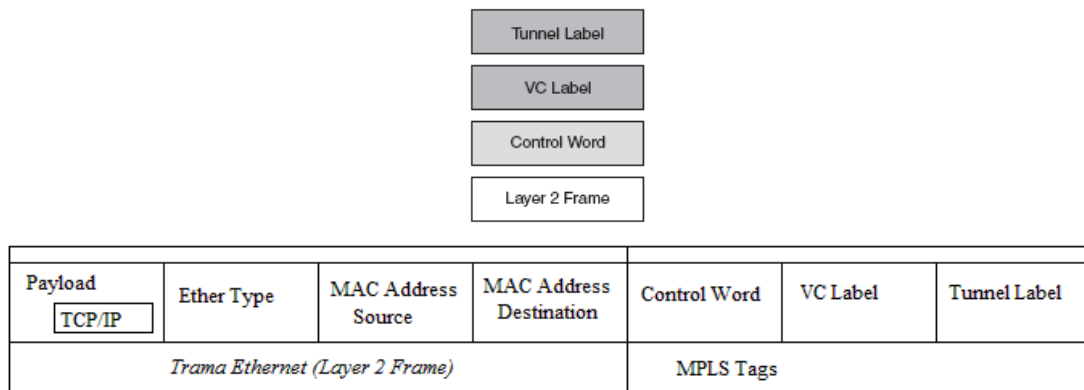 Tunnel Label
VC Label
Control Word
Layer 2 Frame
Payload
TCP/IP
Ether Type
MAC Address
Source
MAC Address
Destination
Control Word
VC Label
Tunnel Label
Trama Ethernet (Layer 2 Frame)
MPLS Tags